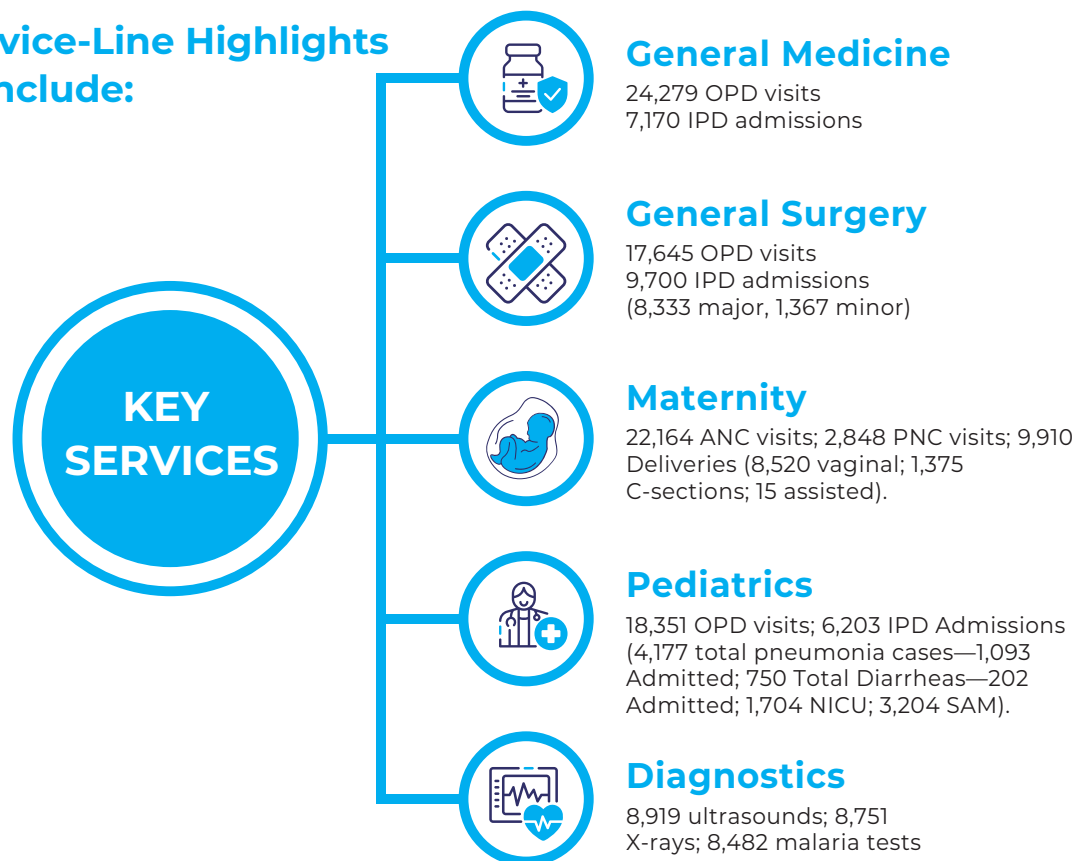 vice-Line Highlights
nclude:
KEY
SERVICES
General Medicine
24,279 OPD visits
7,170 IPD admissions
General Surgery
17,645 OPD visits
9,700 IPD admissions
(8,333 major, 1,367 minor)
Maternity
22,164 ANC visits; 2,848 PNC visits; 9,910
Deliveries (8,520 vaginal; 1,375
C-sections; 15 assisted).
Pediatrics
18,351 OPD visits; 6,203 IPD Admissions
(4,177 total pneumonia cases—1,093
Admitted; 750 Total Diarrheas—202
Admitted; 1,704 NICU; 3,204 SAM).
Diagnostics
8,919 ultrasounds; 8,751
X-rays; 8,482 malaria tests